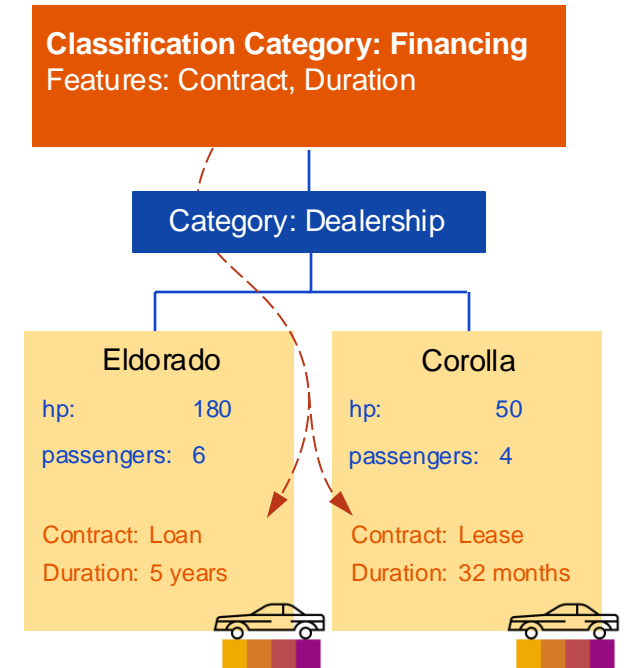 Classification Category: Financing
Features: Contract, Duration
Category: Dealership
Eldorado
hp: 180
passengers: 6
Contract: Loan
Duration: 5 years
Corolla
hp: 50
passengers: 4
Contract: Lease
Duration: 32 months